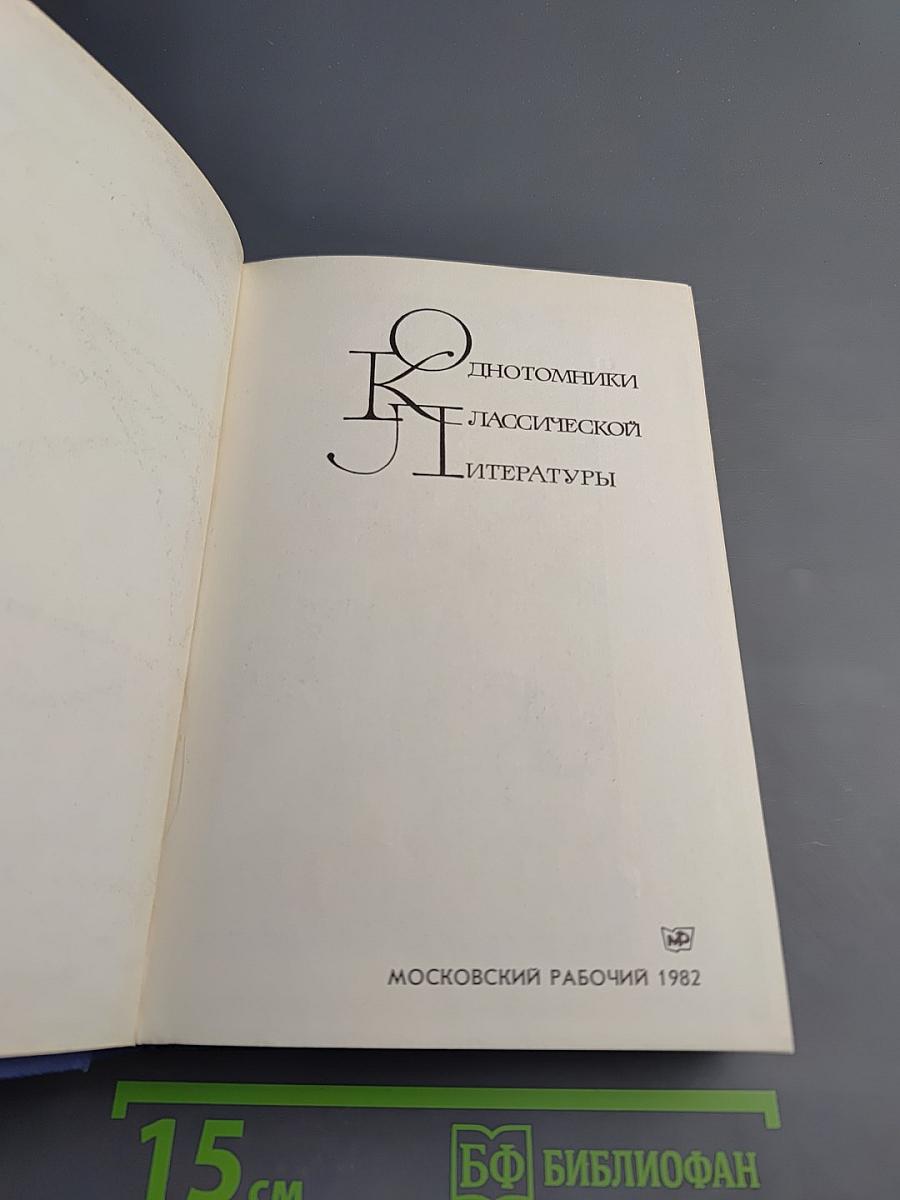 ОДНОТОМНИКИ
КЛАССИЧЕСКОЙ
ЛИТЕРАТУРЫ
МР
МОСКОВСКИЙ РАБОЧИЙ 1982
15 см
БФ БИБЛИОФАН